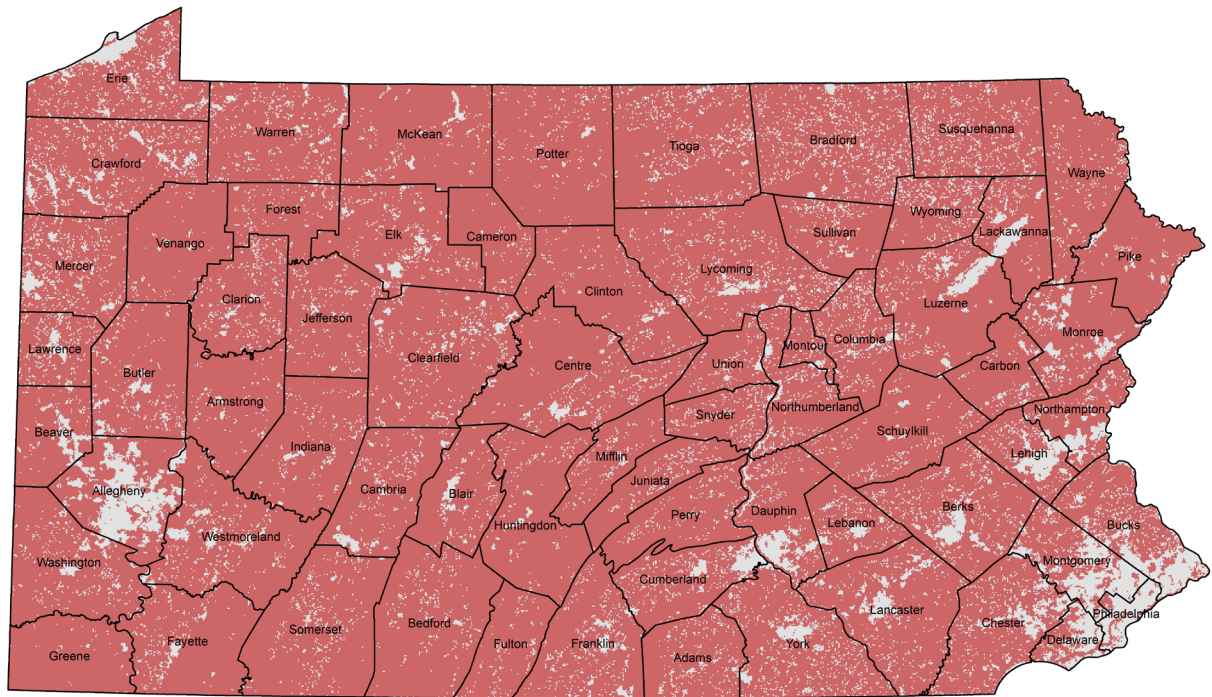 Erie
Warren
McKean
Potter
Tioga
Bradford
Susquehanna
Crawford
Wayne
Forest
Wyoming
Venango
Elk
Cameron
Sullivan
Lackawanna
Mercer
Lycoming
Pike
Clarion
Clinton
Luzerne
Jefferson
Monroe
Lawrence
Clearfield
Montour
Columbia
Butler
Centre
Union
Carbon
Armstrong
Snyder
Northumberland
Northampton
Beaver
Indiana
Schuylkill
Mifflin
Lehigh
Allegheny
Cambria
Blair
Juniata
Huntingdon
Perry
Dauphin
Lebanon
Berks
Bucks
Westmoreland
Washington
Cumberland
Montgomery
Lancaster
Philadelphia
Somerset
Bedford
Chester
Fayette
Fulton
Franklin
York
Delaware
Greene
Adams